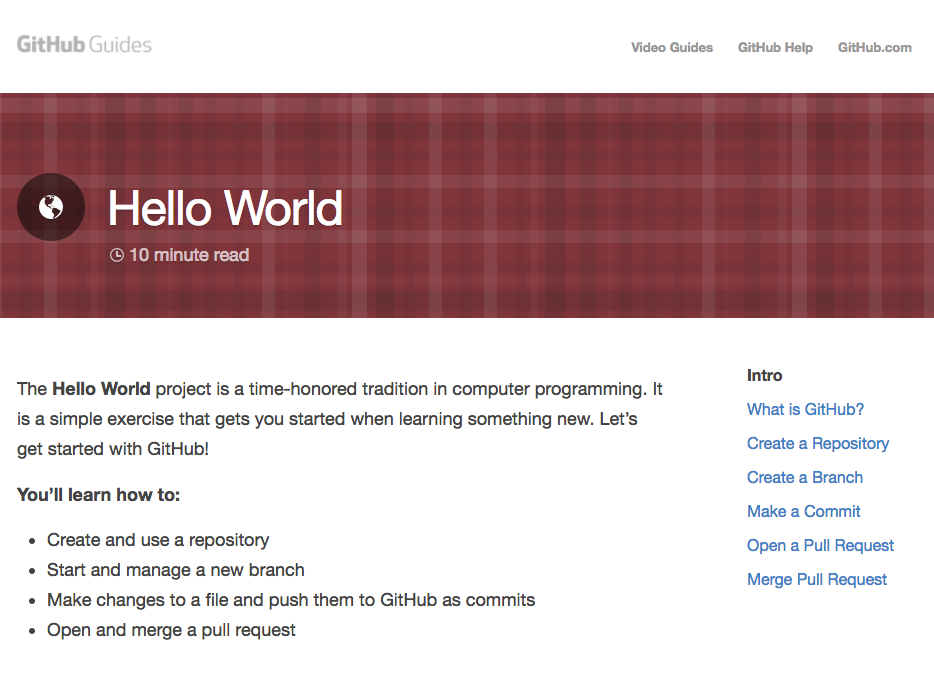 GitHub Guides
Video Guides GitHub Help GitHub.com
Hello World
10 minute read
The Hello World project is a time-honored tradition in computer programming. It
is a simple exercise that gets you started when learning something new. Let’s
get started with GitHub!
You’ll learn how to:
• Create and use a repository
• Start and manage a new branch
• Make changes to a file and push them to GitHub as commits
• Open and merge a pull request
Intro
What is GitHub?
Create a Repository
Create a Branch
Make a Commit
Open a Pull Request
Merge Pull Request